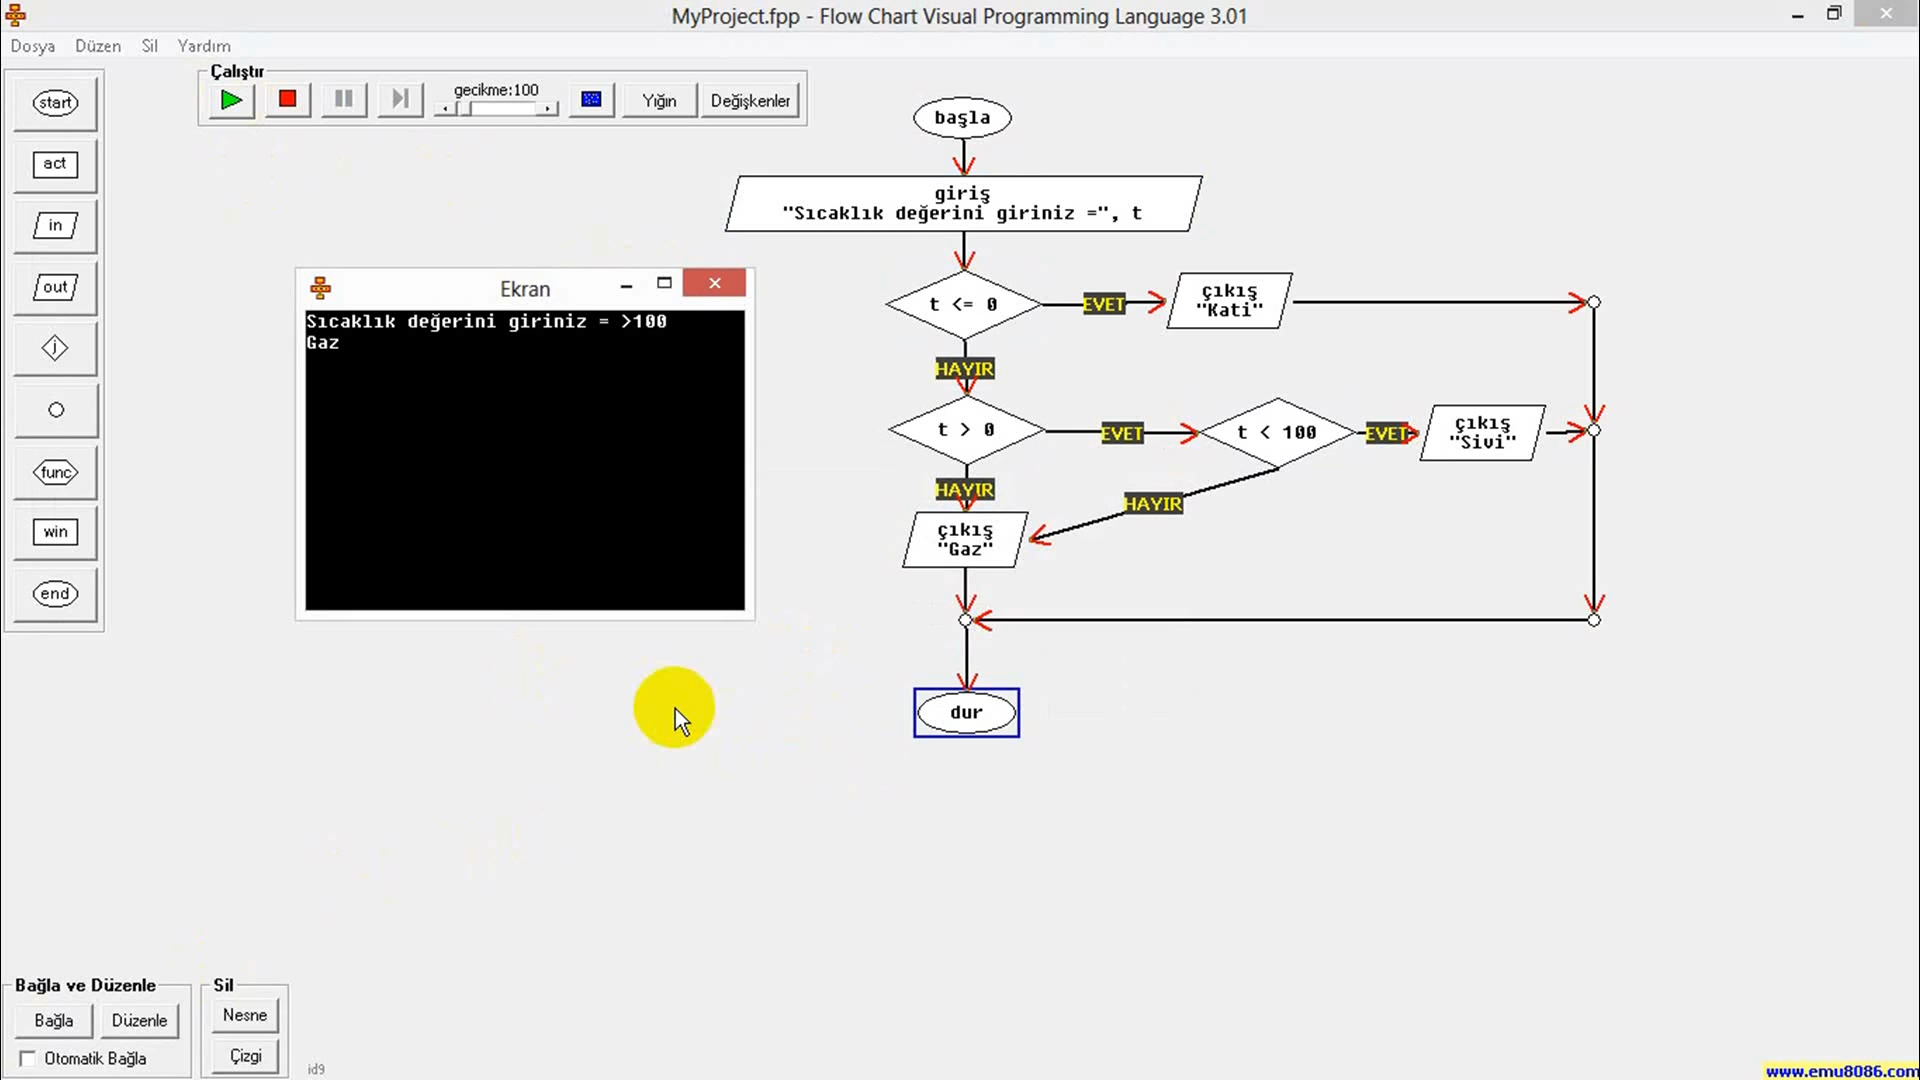 MyProject.fpp - Flow Chart Visual Programming Language 3.01
Dosya Düzen Sil Yardım
Çalıştır
gecikme:100
Yığın
Değişkenler
start
act
in
out
j
func
win
end
Ekran
Sıcaklık değerini giriniz = >100
Gaz
başla
giriş
"Sıcaklık değerini giriniz =", t
t <= 0
EVET
çıkış
"Kati"
HAYIR
t > 0
EVET
t < 100
EVET
çıkış
"Sivi"
HAYIR
HAYIR
çıkış
"Gaz"
dur
Bağla ve Düzenle
Bağla
Düzenle
Otomatik Bağla
Sil
Nesne
Çizgi
id9
www.emu8086.com